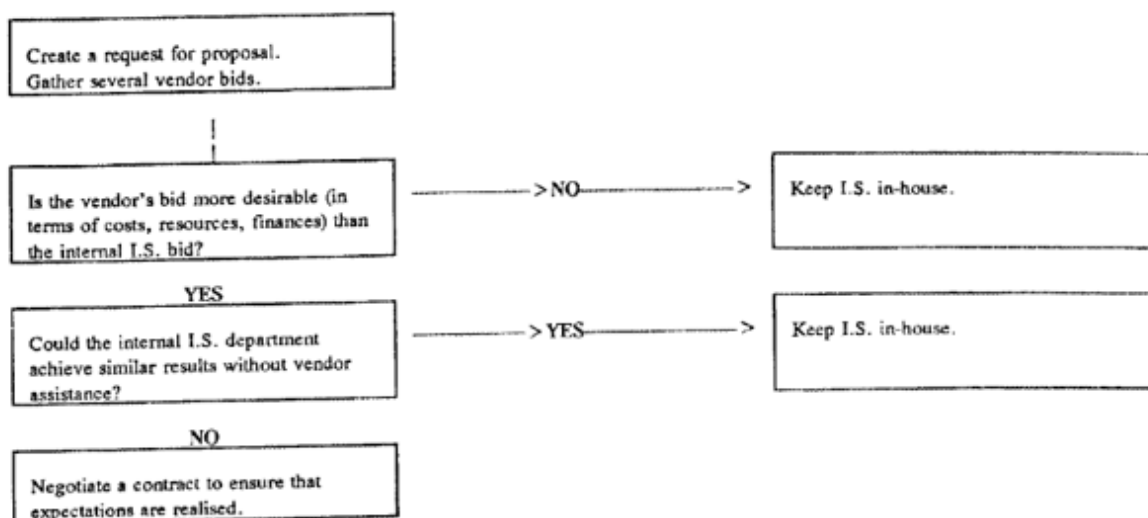 Create a request for proposal.
Gather several vendor bids.
Is the vendor's bid more desirable (in
terms of costs, resources, finances) than
the internal I.S. bid?
NO
Keep I.S. in-house.
YES
Could the internal I.S. department
achieve similar results without vendor
assistance?
YES
Keep I.S. in-house.
NO
Negotiate a contract to ensure that
expectations are realised.